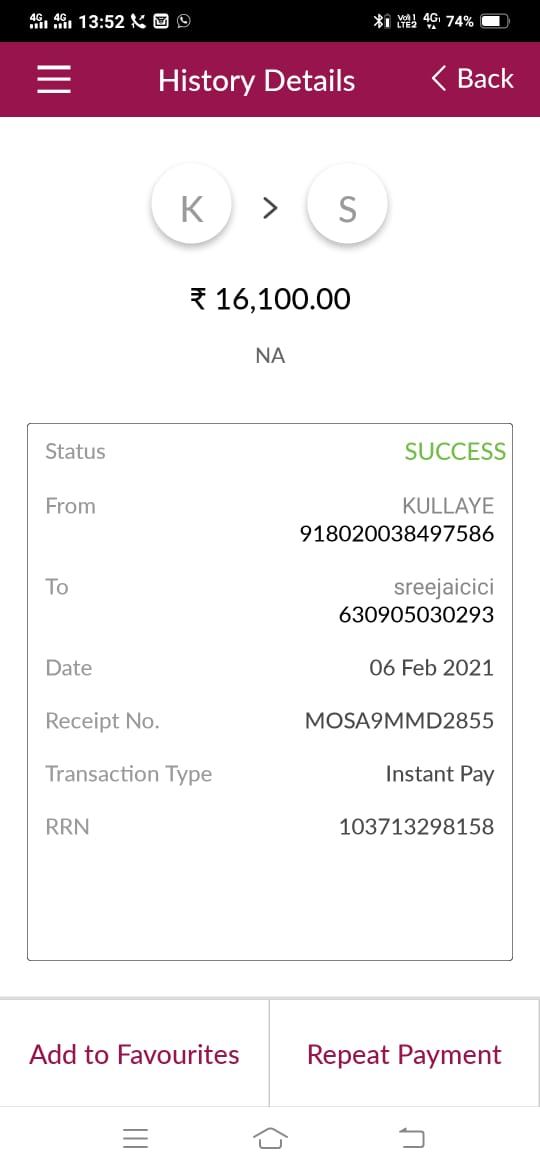 4G 4G 13:52 VoLTE1 LTE2 4G 74%
History Details Back
K > S
₹ 16,100.00
NA
Status SUCCESS
From KULLAYE
918020038497586
To sreejaicici
630905030293
Date 06 Feb 2021
Receipt No. MOSA9MMD2855
Transaction Type Instant Pay
RRN 103713298158
Add to Favourites Repeat Payment